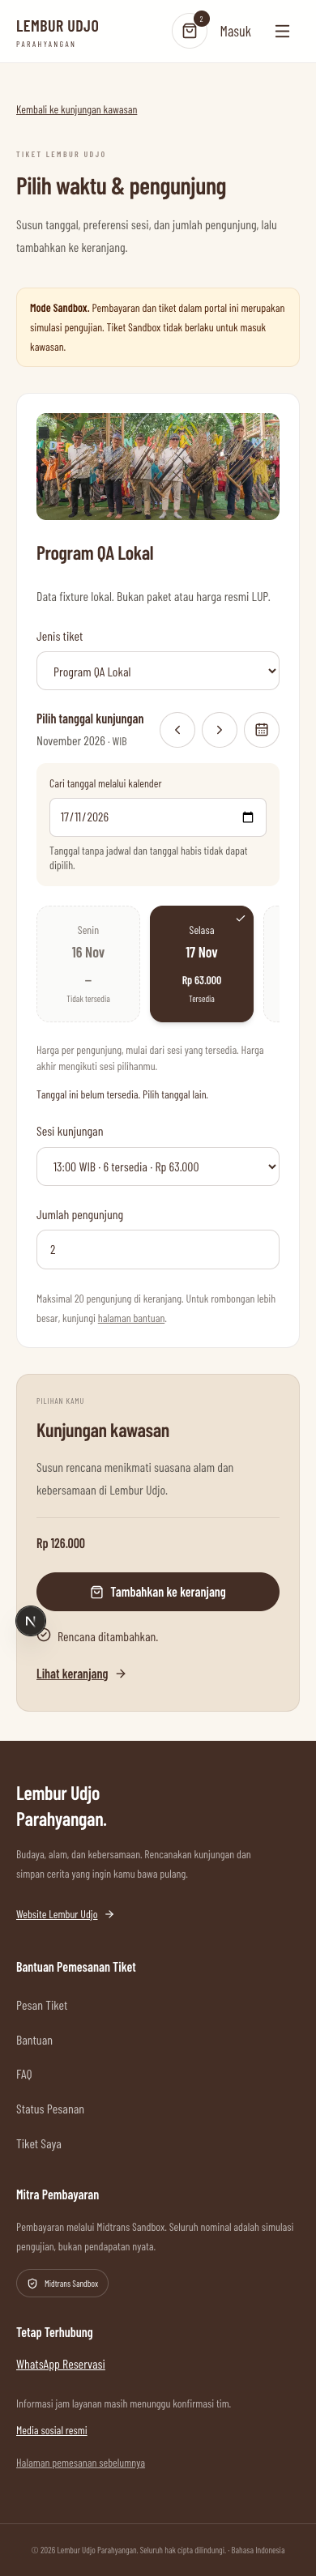 LEMBUR UDJO
PARAHYANGAN
2
Masuk
Kembali ke kunjungan kawasan
TIKET LEMBUR UDJO
Pilih waktu & pengunjung
Susun tanggal, preferensi sesi, dan jumlah pengunjung, lalu
tambahkan ke keranjang.
Mode Sandbox. Pembayaran dan tiket dalam portal ini merupakan
simulasi pengujian. Tiket Sandbox tidak berlaku untuk masuk
kawasan.
Program QA Lokal
Data fixture lokal. Bukan paket atau harga resmi LUP.
Jenis tiket
Program QA Lokal
Pilih tanggal kunjungan
November 2026 · WIB
Cari tanggal melalui kalender
17/11/2026
Tanggal tanpa jadwal dan tanggal habis tidak dapat
dipilih.
Senin
16 Nov
—
Tidak tersedia
Selasa
17 Nov
Rp 63.000
Tersedia
Harga per pengunjung, mulai dari sesi yang tersedia. Harga
akhir mengikuti sesi pilihanmu.
Tanggal ini belum tersedia. Pilih tanggal lain.
Sesi kunjungan
13:00 WIB · 6 tersedia · Rp 63.000
Jumlah pengunjung
2
Maksimal 20 pengunjung di keranjang. Untuk rombongan lebih
besar, kunjungi halaman bantuan.
PILIHAN KAMU
Kunjungan kawasan
Susun rencana menikmati suasana alam dan
kebersamaan di Lembur Udjo.
Rp 126.000
Tambahkan ke keranjang
N
Rencana ditambahkan.
Lihat keranjang
Lembur Udjo
Parahyangan.
Budaya, alam, dan kebersamaan. Rencanakan kunjungan dan
simpan cerita yang ingin kamu bawa pulang.
Website Lembur Udjo
Bantuan Pemesanan Tiket
Pesan Tiket
Bantuan
FAQ
Status Pesanan
Tiket Saya
Mitra Pembayaran
Pembayaran melalui Midtrans Sandbox. Seluruh nominal adalah simulasi
pengujian, bukan pendapatan nyata.
Midtrans Sandbox
Tetap Terhubung
WhatsApp Reservasi
Informasi jam layanan masih menunggu konfirmasi tim.
Media sosial resmi
Halaman pemesanan sebelumnya
© 2026 Lembur Udjo Parahyangan. Seluruh hak cipta dilindungi. · Bahasa Indonesia